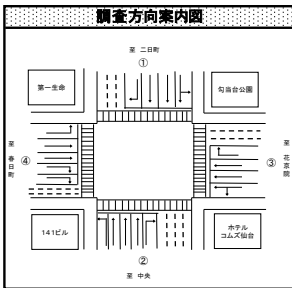 調査方向案内図
至 二日町
①
第一生命
勾当台公園
至 春日町
④
③
至 花京院
141ビル
ホテル
コムズ仙台
②
至 中央